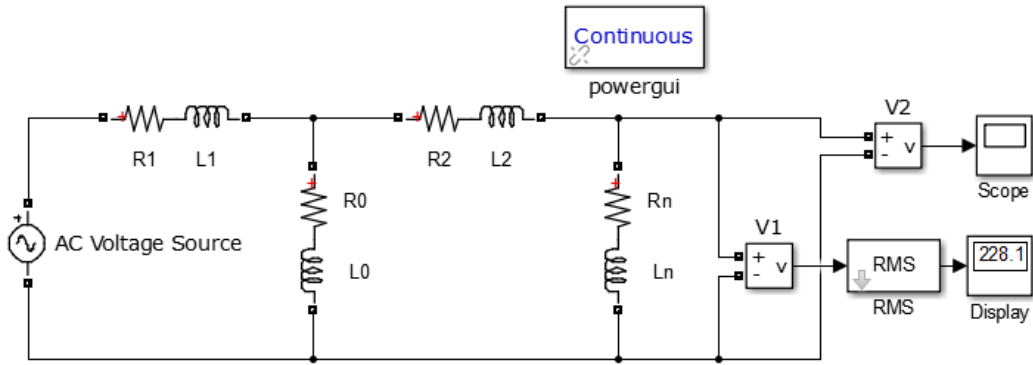 Continuous
powergui
V2
+
-
v
Scope
R1
L1
R2
L2
R0
L0
Rn
Ln
AC Voltage Source
V1
+
-
v
RMS
RMS
228.1
Display